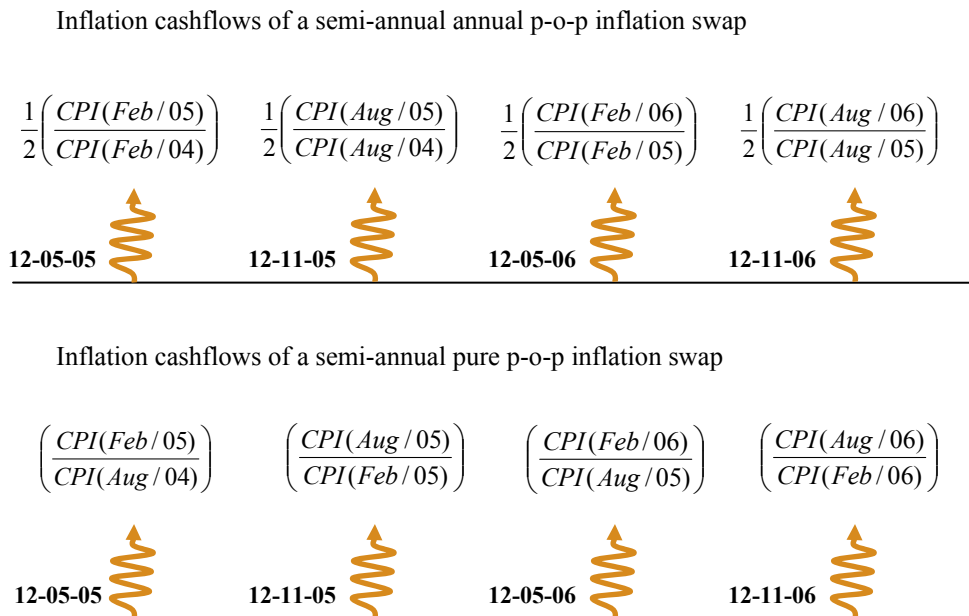 Inflation cashflows of a semi-annual annual p-o-p inflation swap
1/2 (CPI(Feb/05)/CPI(Feb/04)) 1/2 (CPI(Aug/05)/CPI(Aug/04)) 1/2 (CPI(Feb/06)/CPI(Feb/05)) 1/2 (CPI(Aug/06)/CPI(Aug/05))
12-05-05 12-11-05 12-05-06 12-11-06
Inflation cashflows of a semi-annual pure p-o-p inflation swap
(CPI(Feb/05)/CPI(Aug/04)) (CPI(Aug/05)/CPI(Feb/05)) (CPI(Feb/06)/CPI(Aug/05)) (CPI(Aug/06)/CPI(Feb/06))
12-05-05 12-11-05 12-05-06 12-11-06